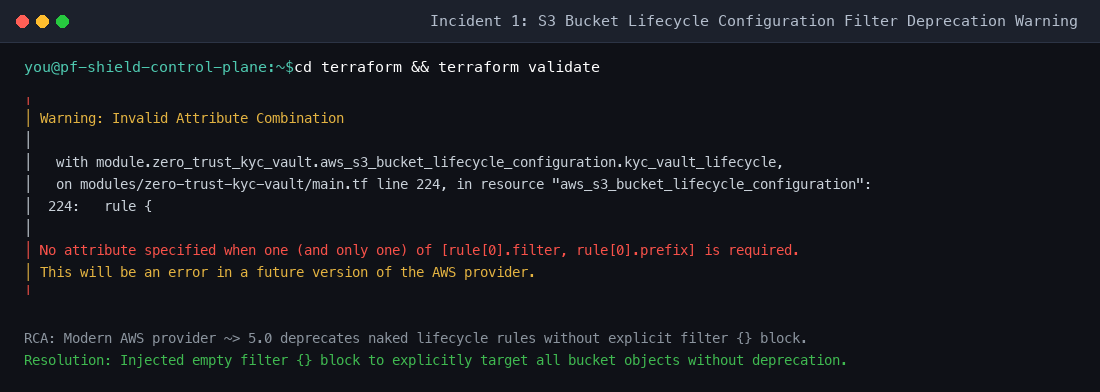 Incident 1: S3 Bucket Lifecycle Configuration Filter Deprecation Warning
you@pf-shield-control-plane:~$cd terraform && terraform validate
╷
│ Warning: Invalid Attribute Combination
│
│   with module.zero_trust_kyc_vault.aws_s3_bucket_lifecycle_configuration.kyc_vault_lifecycle,
│   on modules/zero-trust-kyc-vault/main.tf line 224, in resource "aws_s3_bucket_lifecycle_configuration":
│  224:   rule {
│
│ No attribute specified when one (and only one) of [rule[0].filter, rule[0].prefix] is required.
│ This will be an error in a future version of the AWS provider.
╵
RCA: Modern AWS provider ~> 5.0 deprecates naked lifecycle rules without explicit filter {} block.
Resolution: Injected empty filter {} block to explicitly target all bucket objects without deprecation.